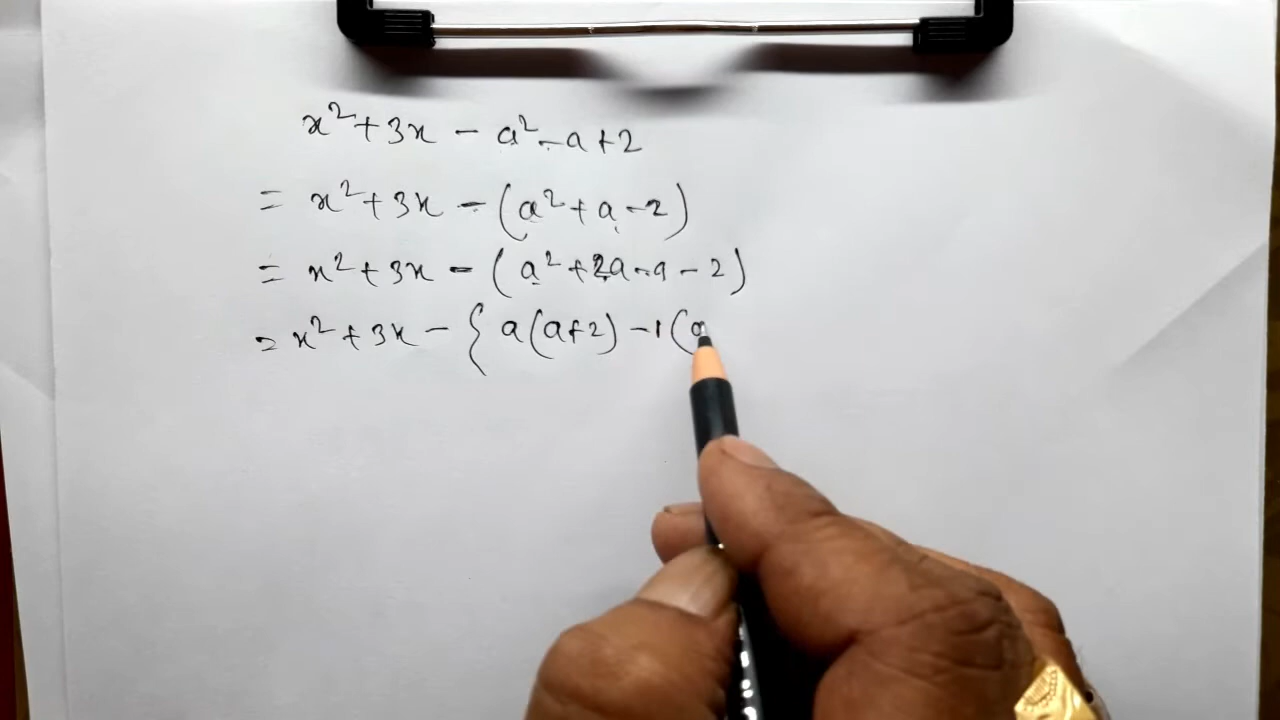 x² + 3x - a² - a + 2
= x² + 3x - (a² + a - 2)
= x² + 3x - (a² + 2a - a - 2)
= x² + 3x - { a(a+2) - 1(a